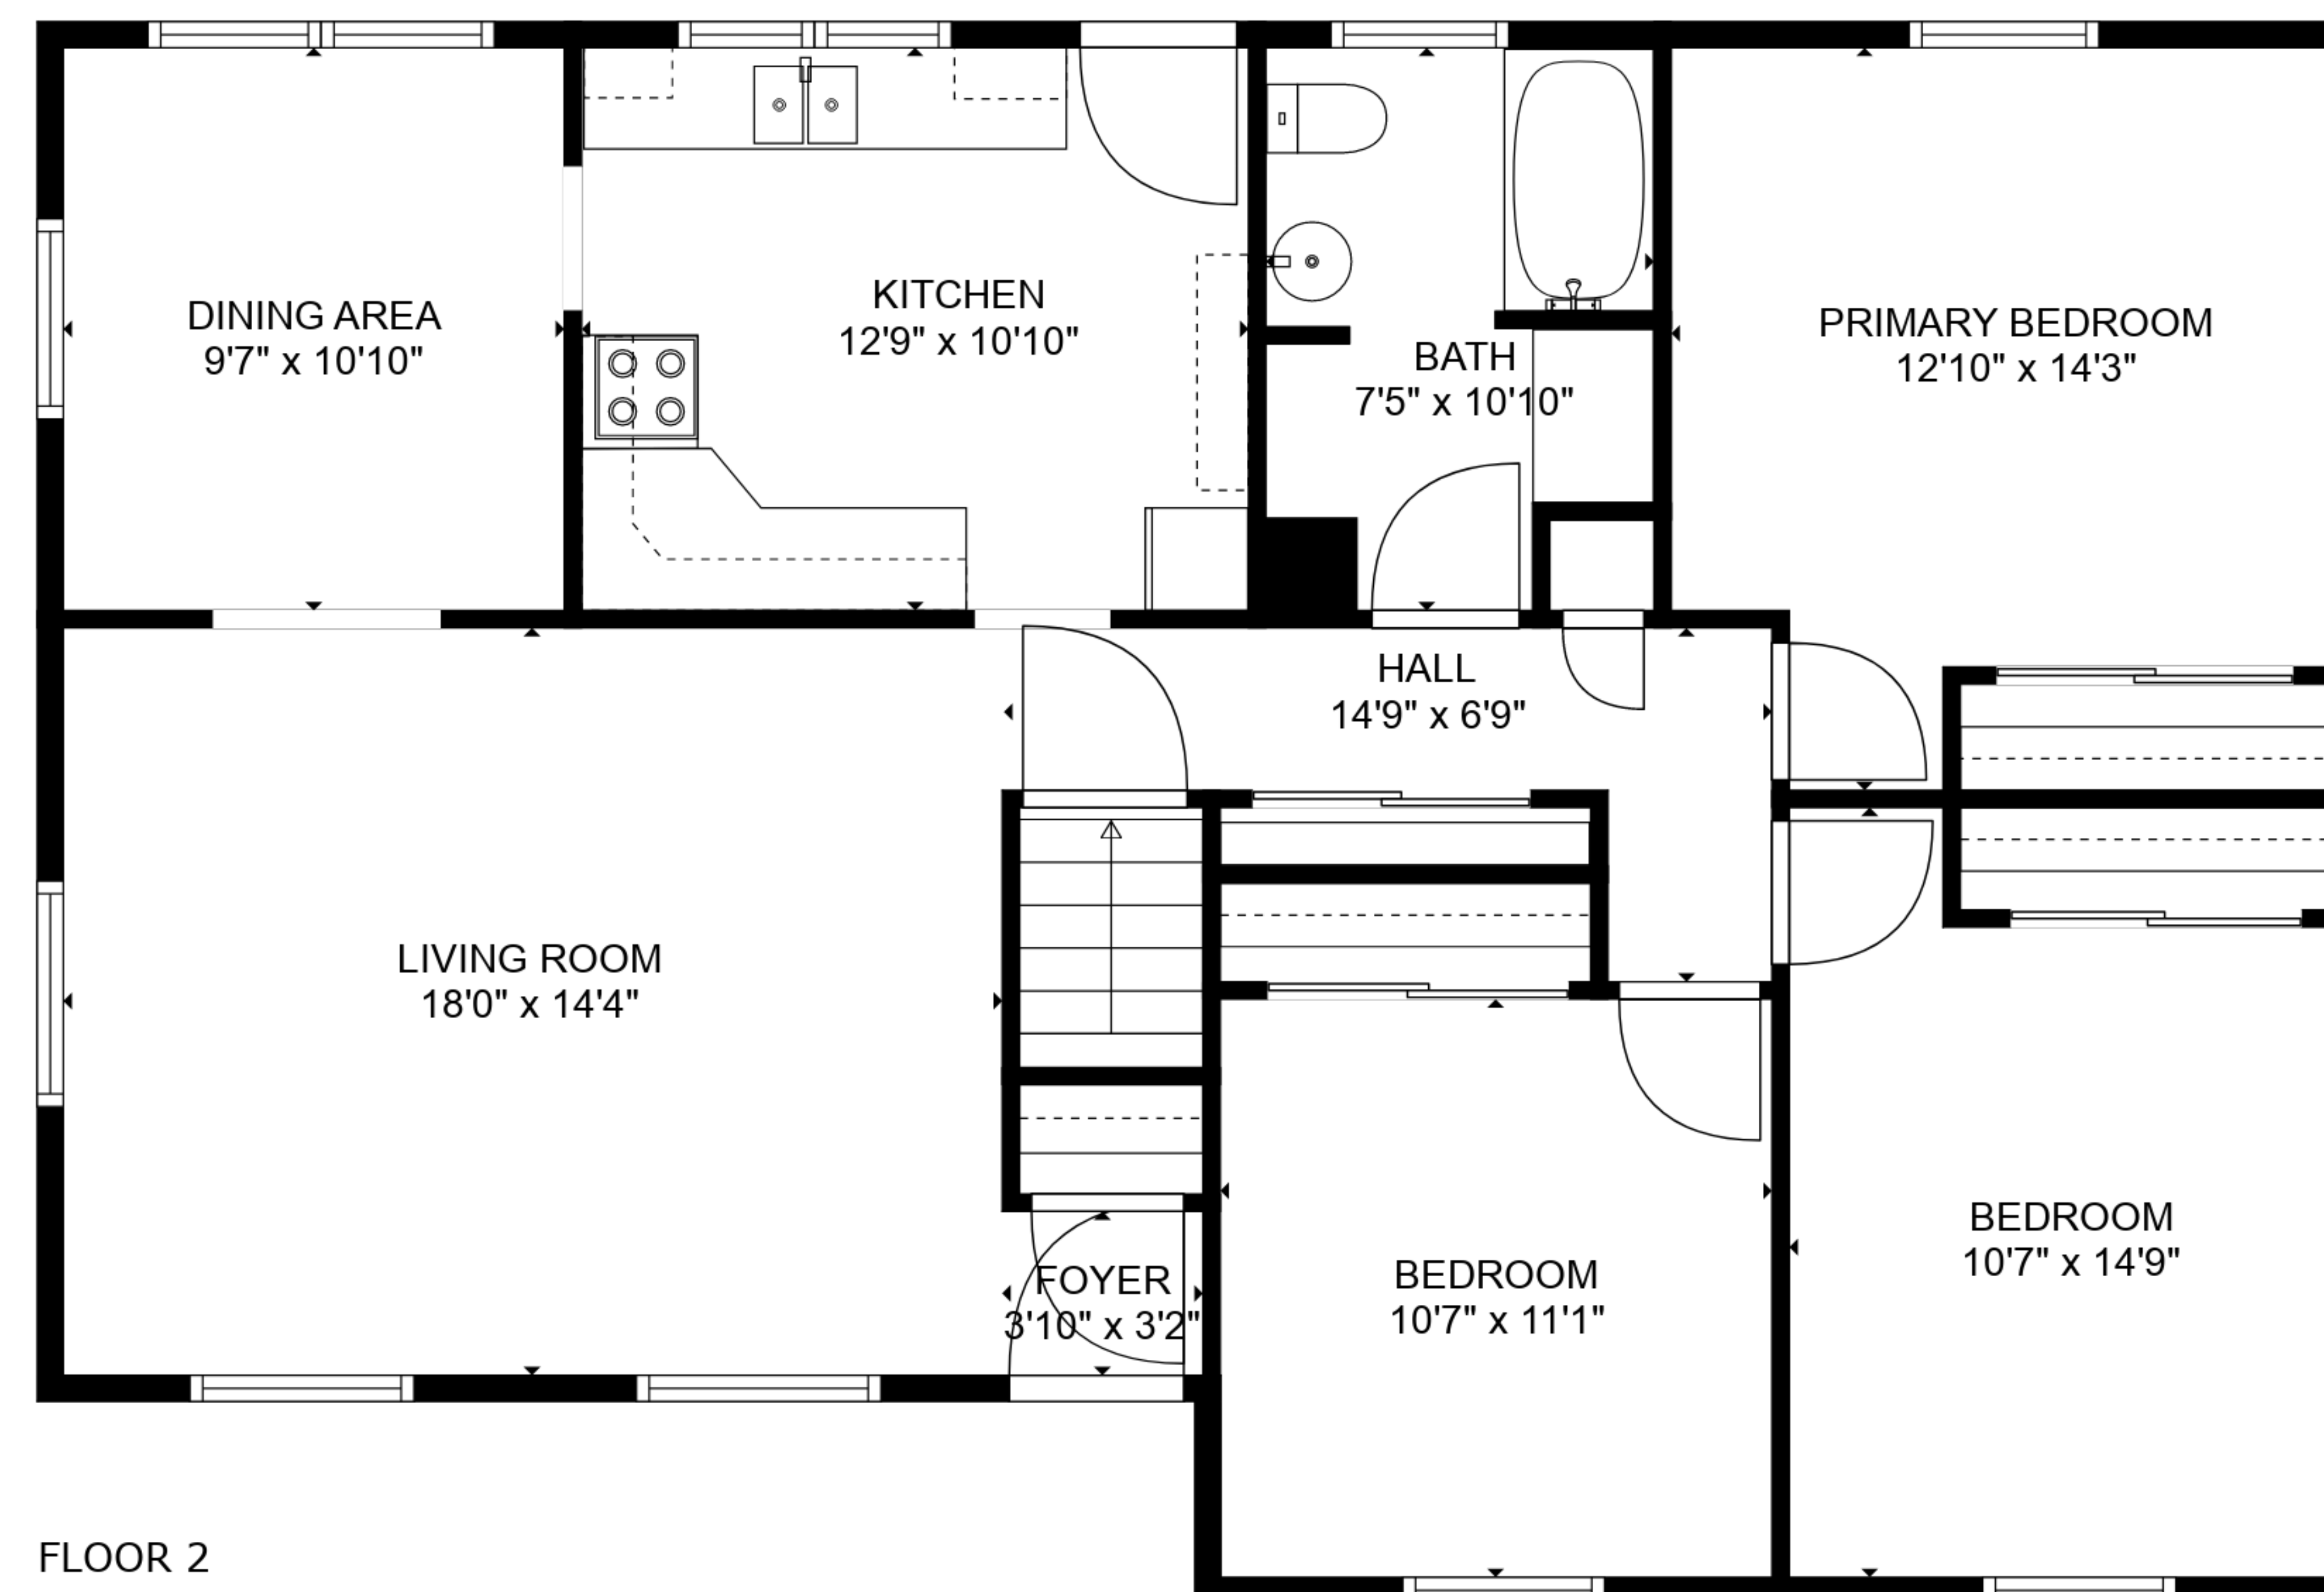 DINING AREA
9'7" x 10'10"
KITCHEN
12'9" x 10'10"
BATH
7'5" x 10'10"
PRIMARY BEDROOM
12'10" x 14'3"
HALL
14'9" x 6'9"
LIVING ROOM
18'0" x 14'4"
FOYER
3'10" x 3'2"
BEDROOM
10'7" x 11'1"
BEDROOM
10'7" x 14'9"
FLOOR 2